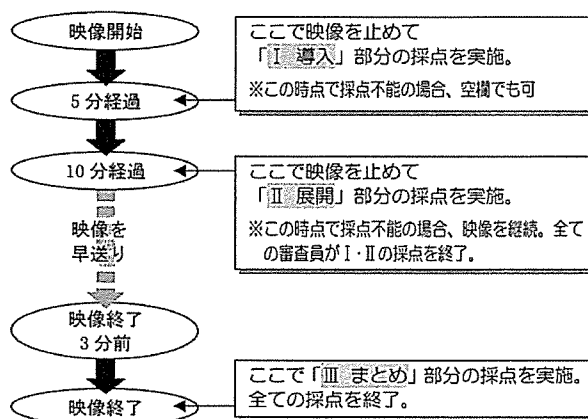 映像開始
ここで映像を止めて
「Ⅰ 導入」部分の採点を実施。
※この時点で採点不能の場合、空欄でも可
5分経過
10分経過
ここで映像を止めて
「Ⅱ 展開」部分の採点を実施。
※この時点で採点不能の場合、映像を継続。全て
の審査員がⅠ・Ⅱの採点を終了。
映像を
早送り
映像終了
3分前
ここで「Ⅲ まとめ」部分の採点を実施。
全ての採点を終了。
映像終了